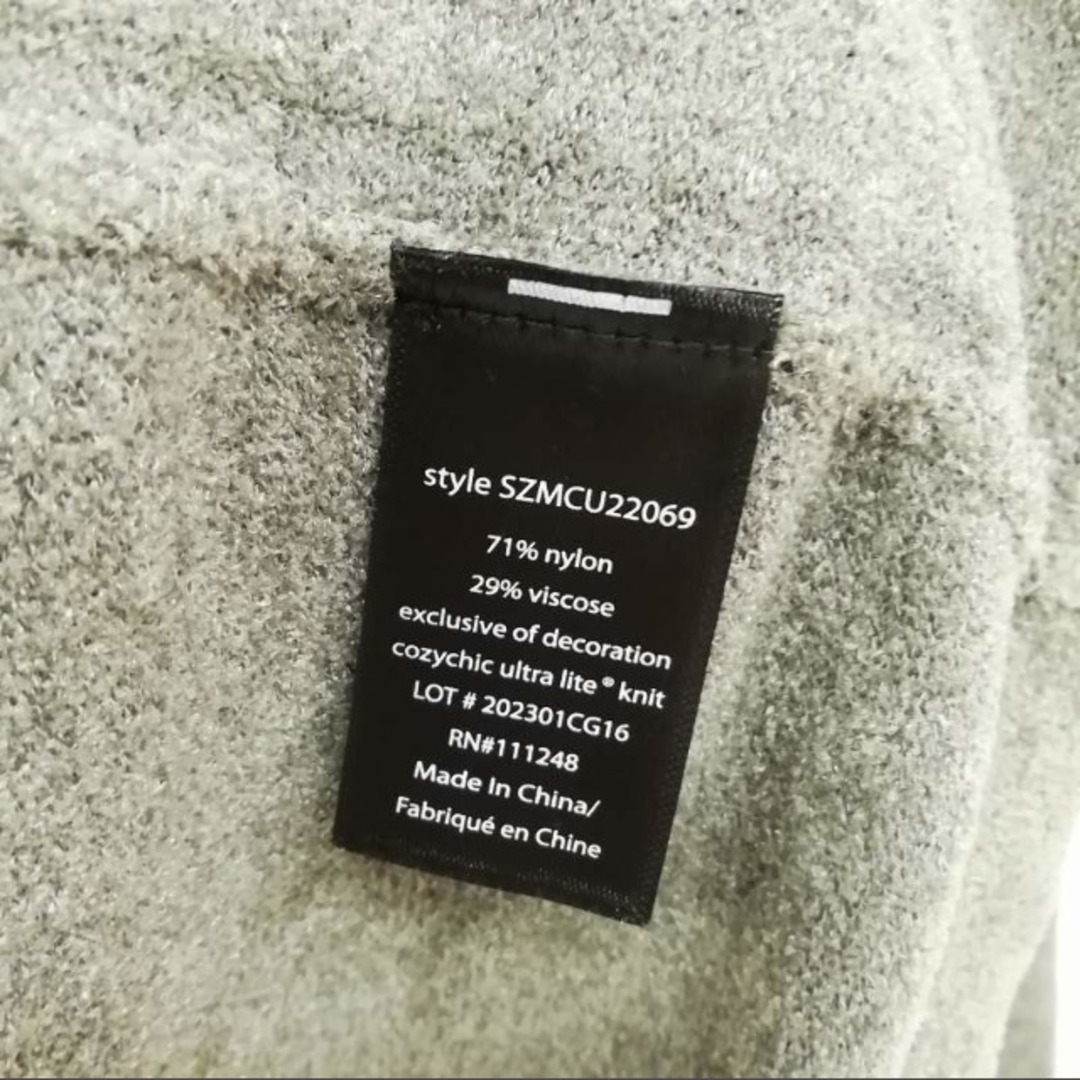 style SZMCU22069
71% nylon
29% viscose
exclusive of decoration
cozychic ultra lite® knit
LOT # 202301CG16
RN#111248
Made In China/
Fabriqué en Chine